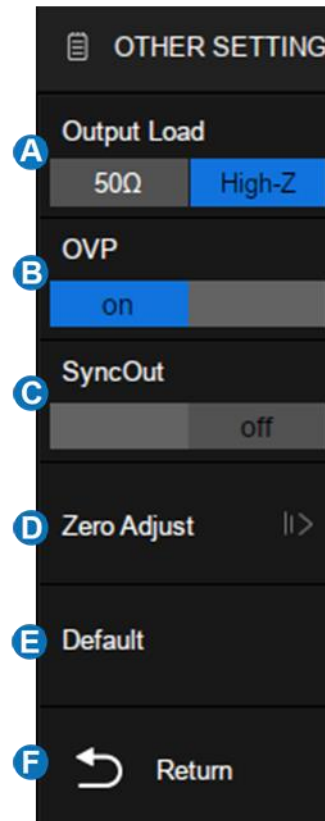 OTHER SETTING
A
Output Load
50Ω High-Z
B
OVP
on
C
SyncOut
off
D
Zero Adjust
E
Default
F
Return